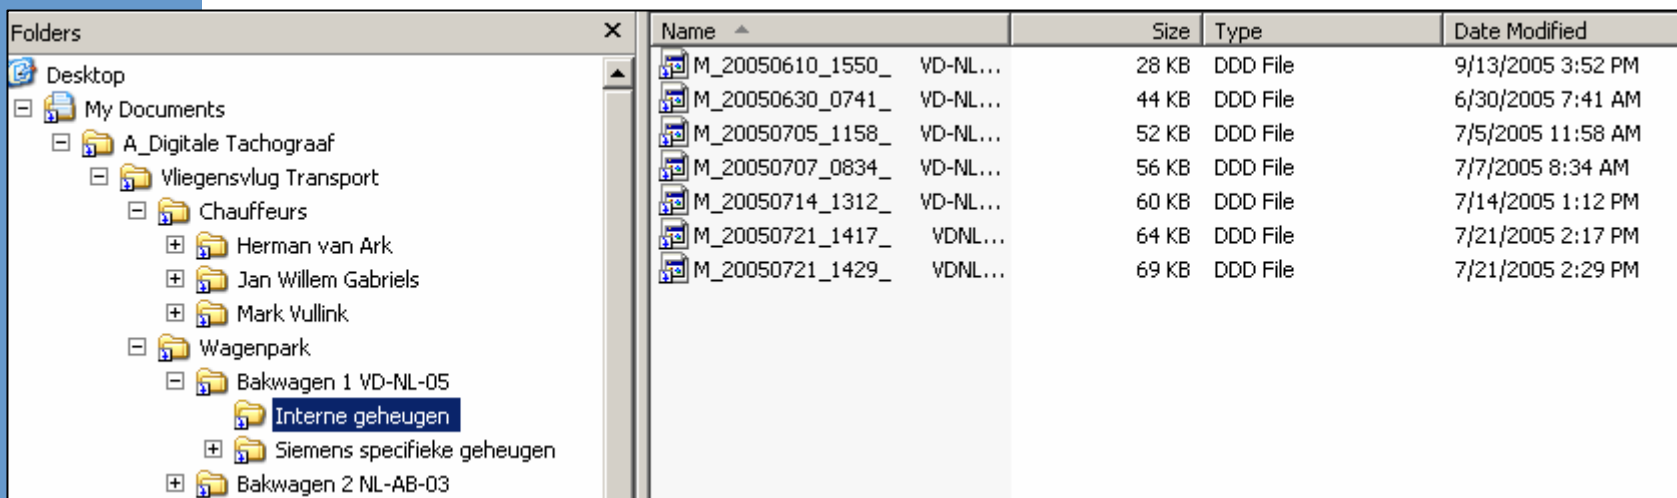 Folders
Desktop
My Documents
A_Digitale Tachograaf
Vliegensvlug Transport
Chauffeurs
Herman van Ark
Jan Willem Gabriels
Mark Vullink
Wagenpark
Bakwagen 1 VD-NL-05
Interne geheugen
Siemens specifieke geheugen
Bakwagen 2 NL-AB-03
Name Size Type Date Modified
M_20050610_1550_ VD-NL... 28 KB DDD File 9/13/2005 3:52 PM
M_20050630_0741_ VD-NL... 44 KB DDD File 6/30/2005 7:41 AM
M_20050705_1158_ VD-NL... 52 KB DDD File 7/5/2005 11:58 AM
M_20050707_0834_ VD-NL... 56 KB DDD File 7/7/2005 8:34 AM
M_20050714_1312_ VD-NL... 60 KB DDD File 7/14/2005 1:12 PM
M_20050721_1417_ VDNL... 64 KB DDD File 7/21/2005 2:17 PM
M_20050721_1429_ VDNL... 69 KB DDD File 7/21/2005 2:29 PM